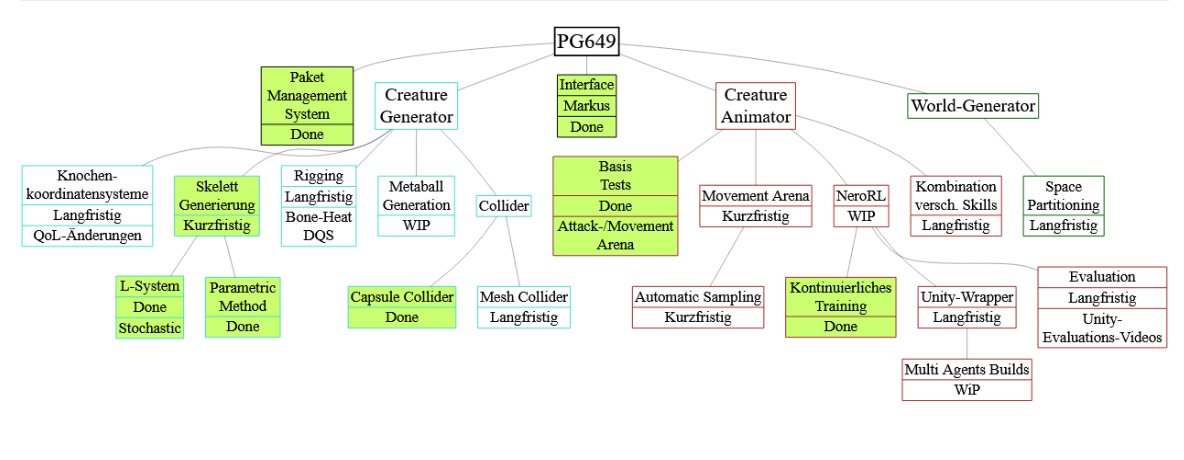 PG649
Paket
Management
System
Done
Creature
Generator
Interface
Markus
Done
Creature
Animator
World-Generator
Knochen-
koordinatensysteme
Langfristig
QoL-Änderungen
Skelett
Generierung
Kurzfristig
Rigging
Langfristig
Bone-Heat
DQS
Metaball
Generation
WIP
Collider
Basis
Tests
Done
Attack-/Movement
Arena
Movement Arena
Kurzfristig
NeroRL
WIP
Kombination
versch. Skills
Langfristig
Space
Partitioning
Langfristig
L-System
Done
Stochastic
Parametric
Method
Done
Capsule Collider
Done
Mesh Collider
Langfristig
Automatic Sampling
Kurzfristig
Kontinuierliches
Training
Done
Unity-Wrapper
Langfristig
Evaluation
Langfristig
Unity-
Evaluations-Videos
Multi Agents Builds
WiP